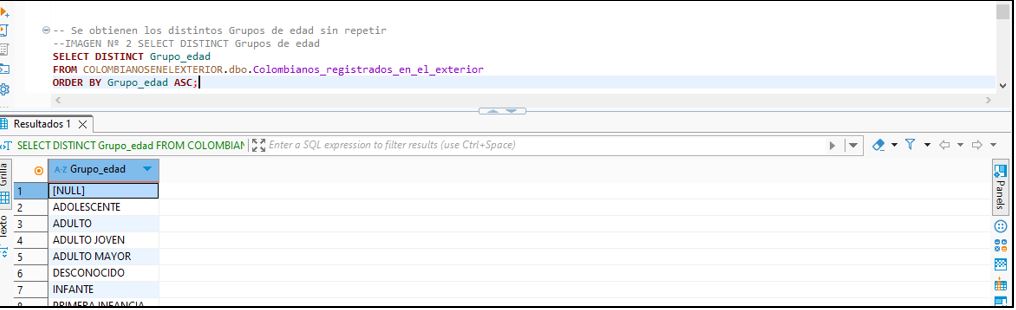 -- Se obtienen los distintos Grupos de edad sin repetir
--IMAGEN Nº 2 SELECT DISTINCT Grupos de edad
SELECT DISTINCT Grupo_edad
FROM COLOMBIANOSENELEXTERIOR.dbo.Colombianos_registrados_en_el_exterior
ORDER BY Grupo_edad ASC;
Resultados 1
SELECT DISTINCT Grupo_edad FROM COLOMBIAN
Enter a SQL expression to filter results (use Ctrl+Space)
Grilla
Texto
Panels
A-Z Grupo_edad
1 [NULL]
2 ADOLESCENTE
3 ADULTO
4 ADULTO JOVEN
5 ADULTO MAYOR
6 DESCONOCIDO
7 INFANTE
8 PRIMERA INFANCIA